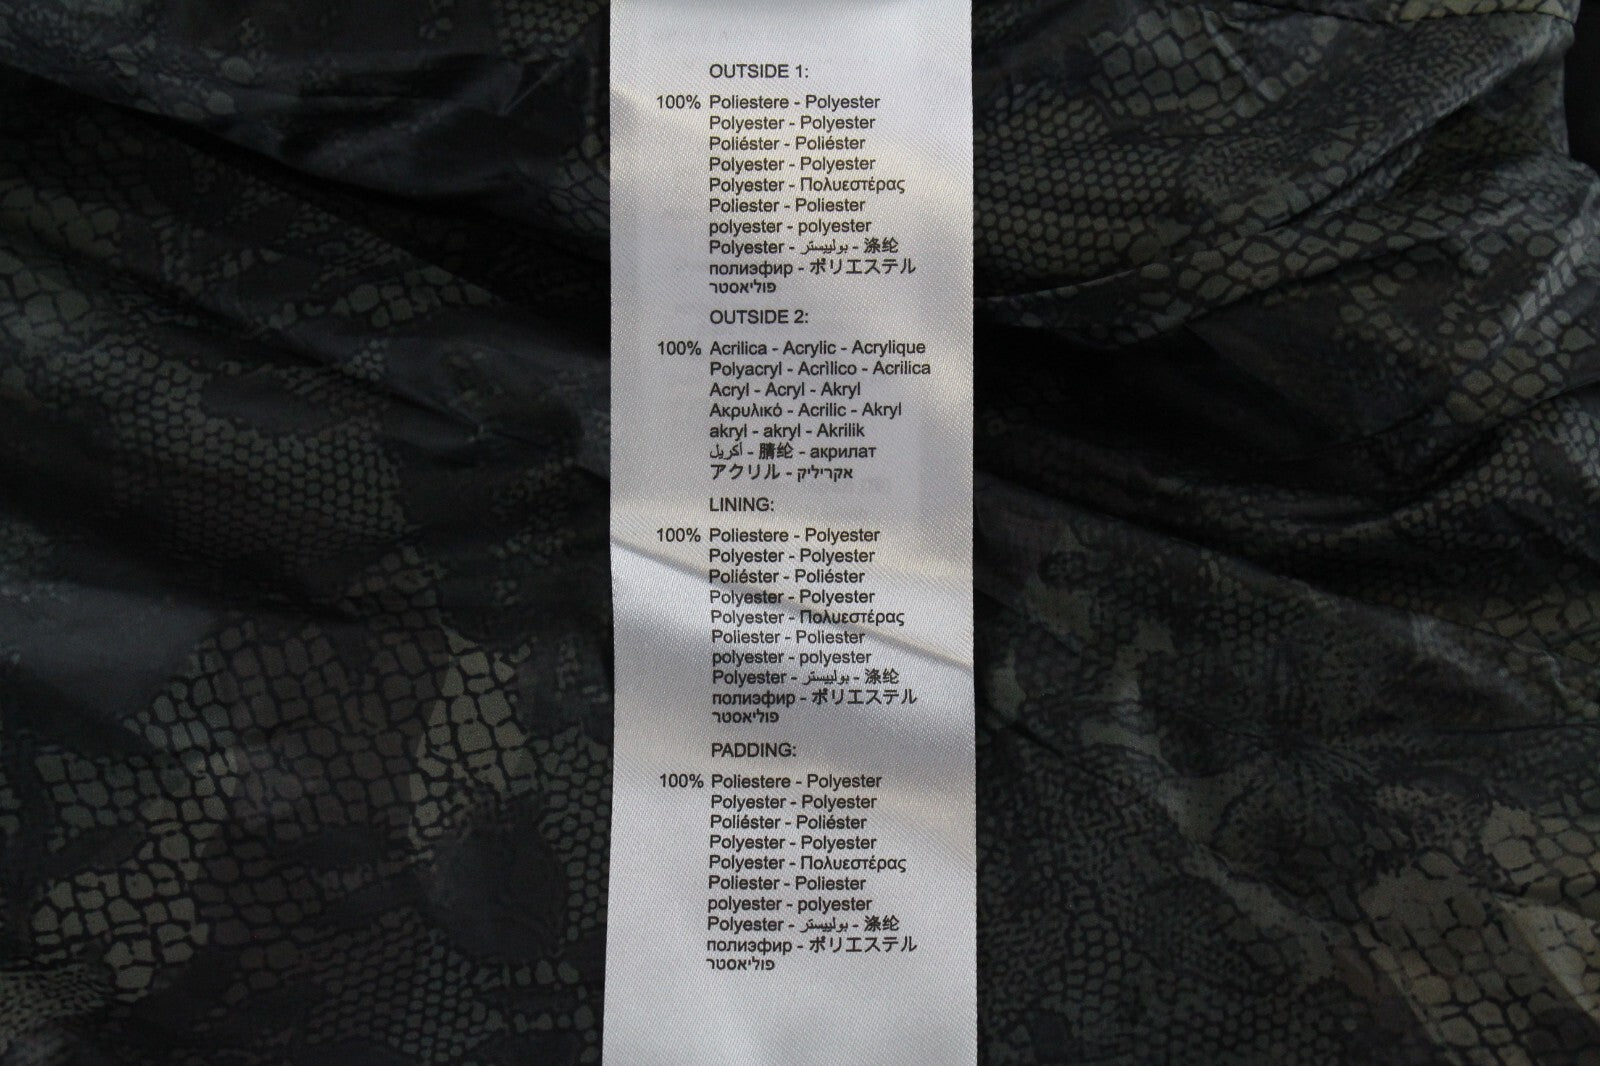 OUTSIDE 1:
100% Poliestere - Polyester
Polyester - Polyester
Poliéster - Poliéster
Polyester - Polyester
Polyester - Πολυεστέρας
Poliester - Poliester
polyester - polyester
Polyester - بولييستر - 涤纶
полиэфир - ポリエステル
פוליאסטר
OUTSIDE 2:
100% Acrilica - Acrylic - Acrylique
Polyacryl - Acrìlico - Acrilica
Acryl - Acryl - Akryl
Ακρυλικό - Acrilic - Akryl
akryl - akryl - Akrilik
أكريل - 腈纶 - акрилат
アクリル - אקריליק
LINING:
100% Poliestere - Polyester
Polyester - Polyester
Poliéster - Poliéster
Polyester - Polyester
Polyester - Πολυεστέρας
Poliester - Poliester
polyester - polyester
Polyester - بولييستر - 涤纶
полиэфир - ポリエステル
פוליאסטר
PADDING:
100% Poliestere - Polyester
Polyester - Polyester
Poliéster - Poliéster
Polyester - Polyester
Polyester - Πολυεστέρας
Poliester - Poliester
polyester - polyester
Polyester - بولييستر - 涤纶
полиэфир - ポリエステル
פוליאסטר